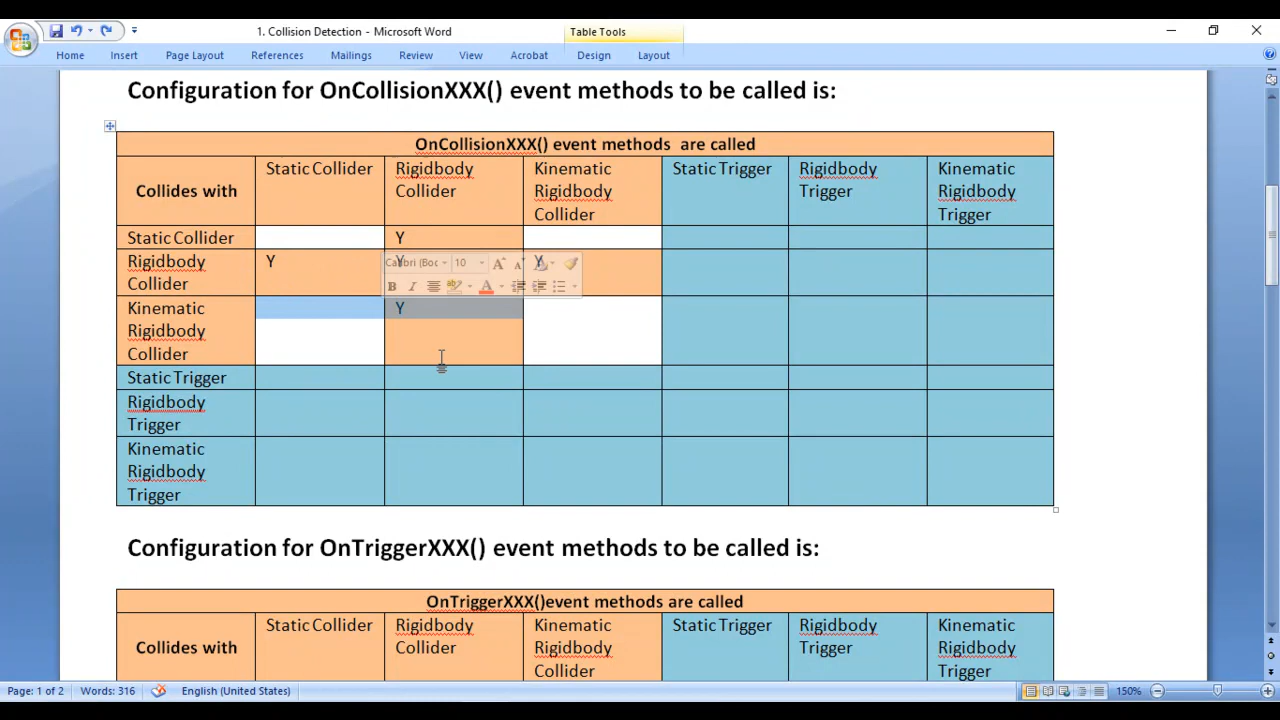 1. Collision Detection - Microsoft Word
Table Tools
Home Insert Page Layout References Mailings Review View Acrobat Design Layout
Configuration for OnCollisionXXX() event methods to be called is:
OnCollisionXXX() event methods are called
Collides with
Static Collider
Rigidbody
Collider
Kinematic
Rigidbody
Collider
Static Trigger
Rigidbody
Trigger
Kinematic
Rigidbody
Trigger
Static Collider Y
Rigidbody
Collider
Y Y Y
Calibri (Boc 10 A A
B I A
Kinematic
Rigidbody
Collider
Y
Static Trigger
Rigidbody
Trigger
Kinematic
Rigidbody
Trigger
Configuration for OnTriggerXXX() event methods to be called is:
OnTriggerXXX()event methods are called
Collides with
Static Collider
Rigidbody
Collider
Kinematic
Rigidbody
Collider
Static Trigger
Rigidbody
Trigger
Kinematic
Rigidbody
Trigger
Page: 1 of 2 Words: 316 English (United States) 150%